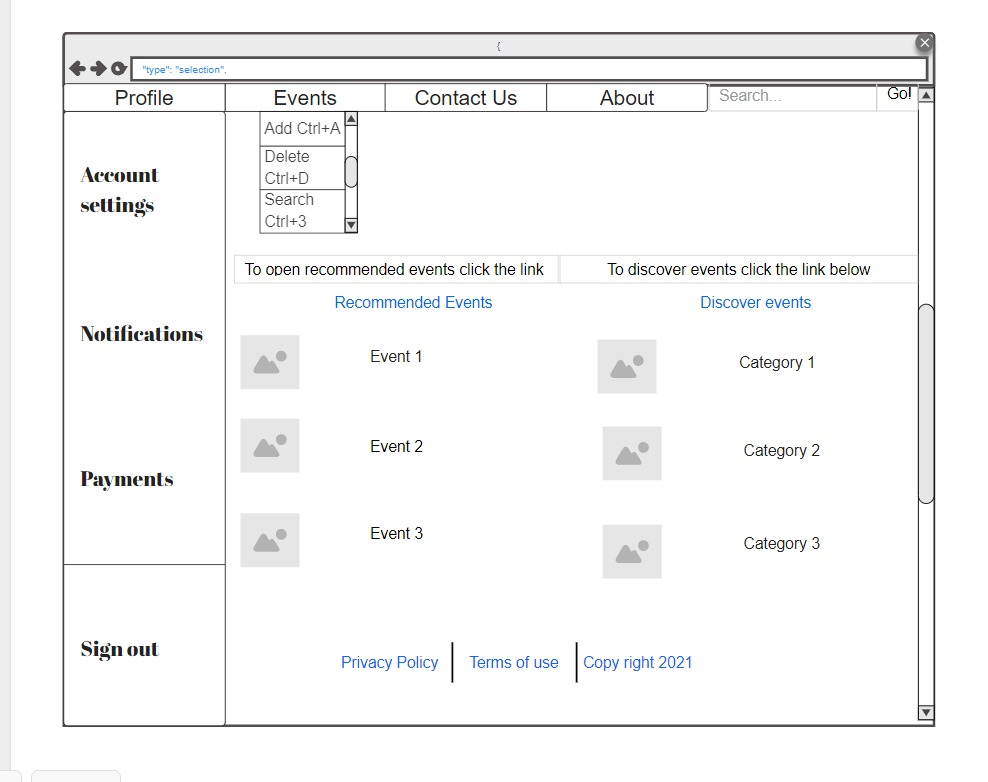 {
"type": "selection",
Profile Events Contact Us About Search... Go!
Add Ctrl+A
Delete
Ctrl+D
Search
Ctrl+3
Account
settings
Notifications
Payments
Sign out
To open recommended events click the link
To discover events click the link below
Recommended Events
Discover events
Event 1
Category 1
Event 2
Category 2
Event 3
Category 3
Privacy Policy
Terms of use
Copy right 2021